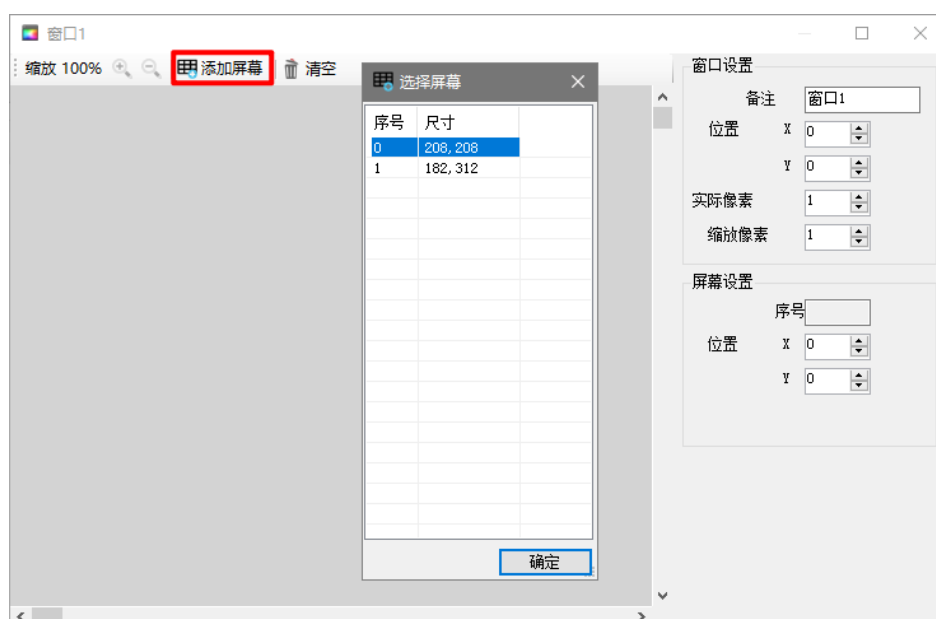 窗口1
缩放 100% 添加屏幕 清空
选择屏幕
序号 尺寸
0 208, 208
1 182, 312
确定
窗口设置
备注 窗口1
位置 X 0
Y 0
实际像素 1
缩放像素 1
屏幕设置
序号
位置 X 0
Y 0